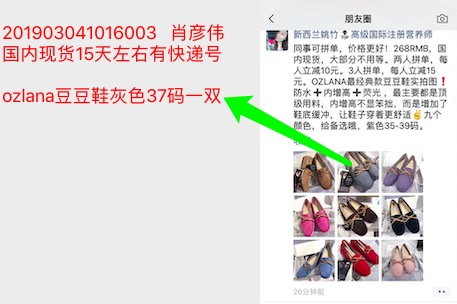 201903041016003 肖彦伟
国内现货15天左右有快递号
ozlana豆豆鞋灰色37码一双
朋友圈
新西兰姚竹 高级国际注册营养师
同事可拼单，价格更好！268RMB，国
内现货，大部分不用等。两人拼单，每
人立减10元。3人拼单，每人立减15
元。OZLANA最经典款豆豆鞋实拍图❗
防水➕内增高➕荧光 ，最主要都是顶
级用料，内增高不显笨拙，而是增加了
鞋底缓冲，让鞋子穿着更舒适✌九个
颜色，给备选哦，紫色35-39码。
26分钟前